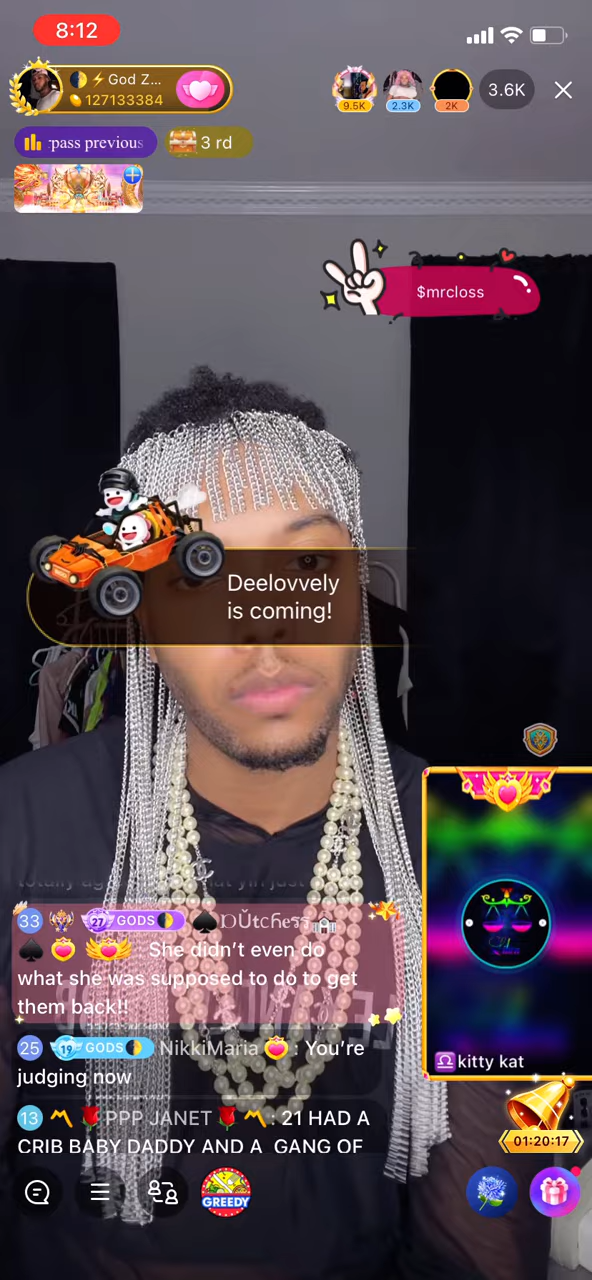 8:12
🌓⚡God Z...
127133384
9.5K
2.3K
2K
3.6K
:pass previous
3 rd
$mrcloss
Deelovvely
is coming!
33 27 GODS🌓 ♠️ⅅǓtcɦeՏՏ
She didn't even do
what she was supposed to do to get
them back!!
25 19 GODS🌓 NikkiMaria : You're
judging now
13 〽️🌹PPP JANET🌹〽️: 21 HAD A
CRIB BABY DADDY AND A GANG OF
♎kitty kat
01:20:17
GREEDY